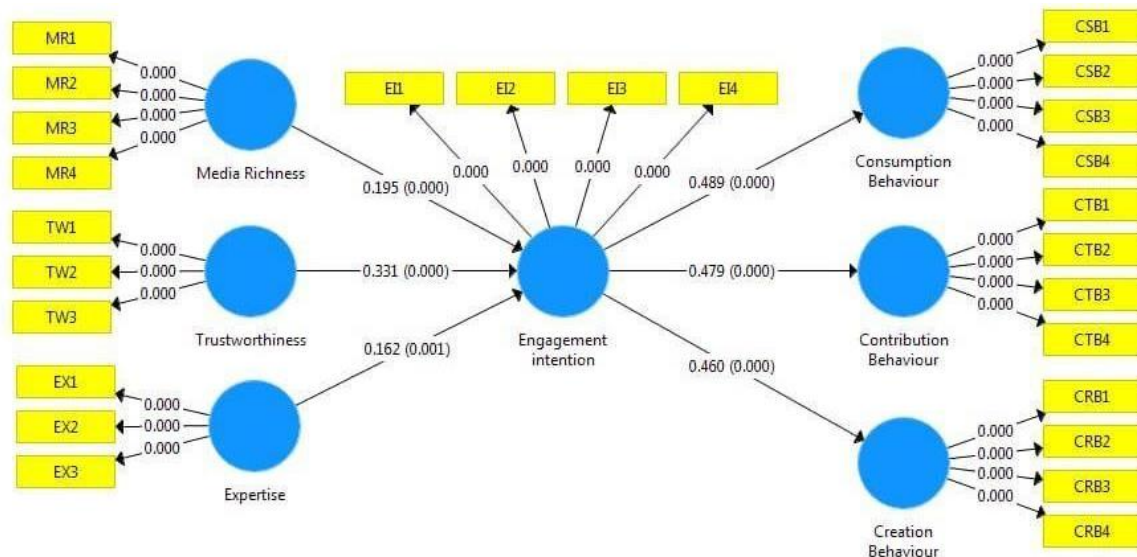 MR1
MR2
MR3
MR4
0.000
0.000
0.000
0.000
Media Richness
TW1
TW2
TW3
0.000
0.000
0.000
Trustworthiness
EX1
EX2
EX3
0.000
0.000
0.000
Expertise
0.195 (0.000)
0.331 (0.000)
0.162 (0.001)
EI1
EI2
EI3
EI4
0.000
0.000
0.000
0.000
Engagement
intention
0.489 (0.000)
0.479 (0.000)
0.460 (0.000)
Consumption
Behaviour
0.000
0.000
0.000
0.000
CSB1
CSB2
CSB3
CSB4
Contribution
Behaviour
0.000
0.000
0.000
0.000
CTB1
CTB2
CTB3
CTB4
Creation
Behaviour
0.000
0.000
0.000
0.000
CRB1
CRB2
CRB3
CRB4